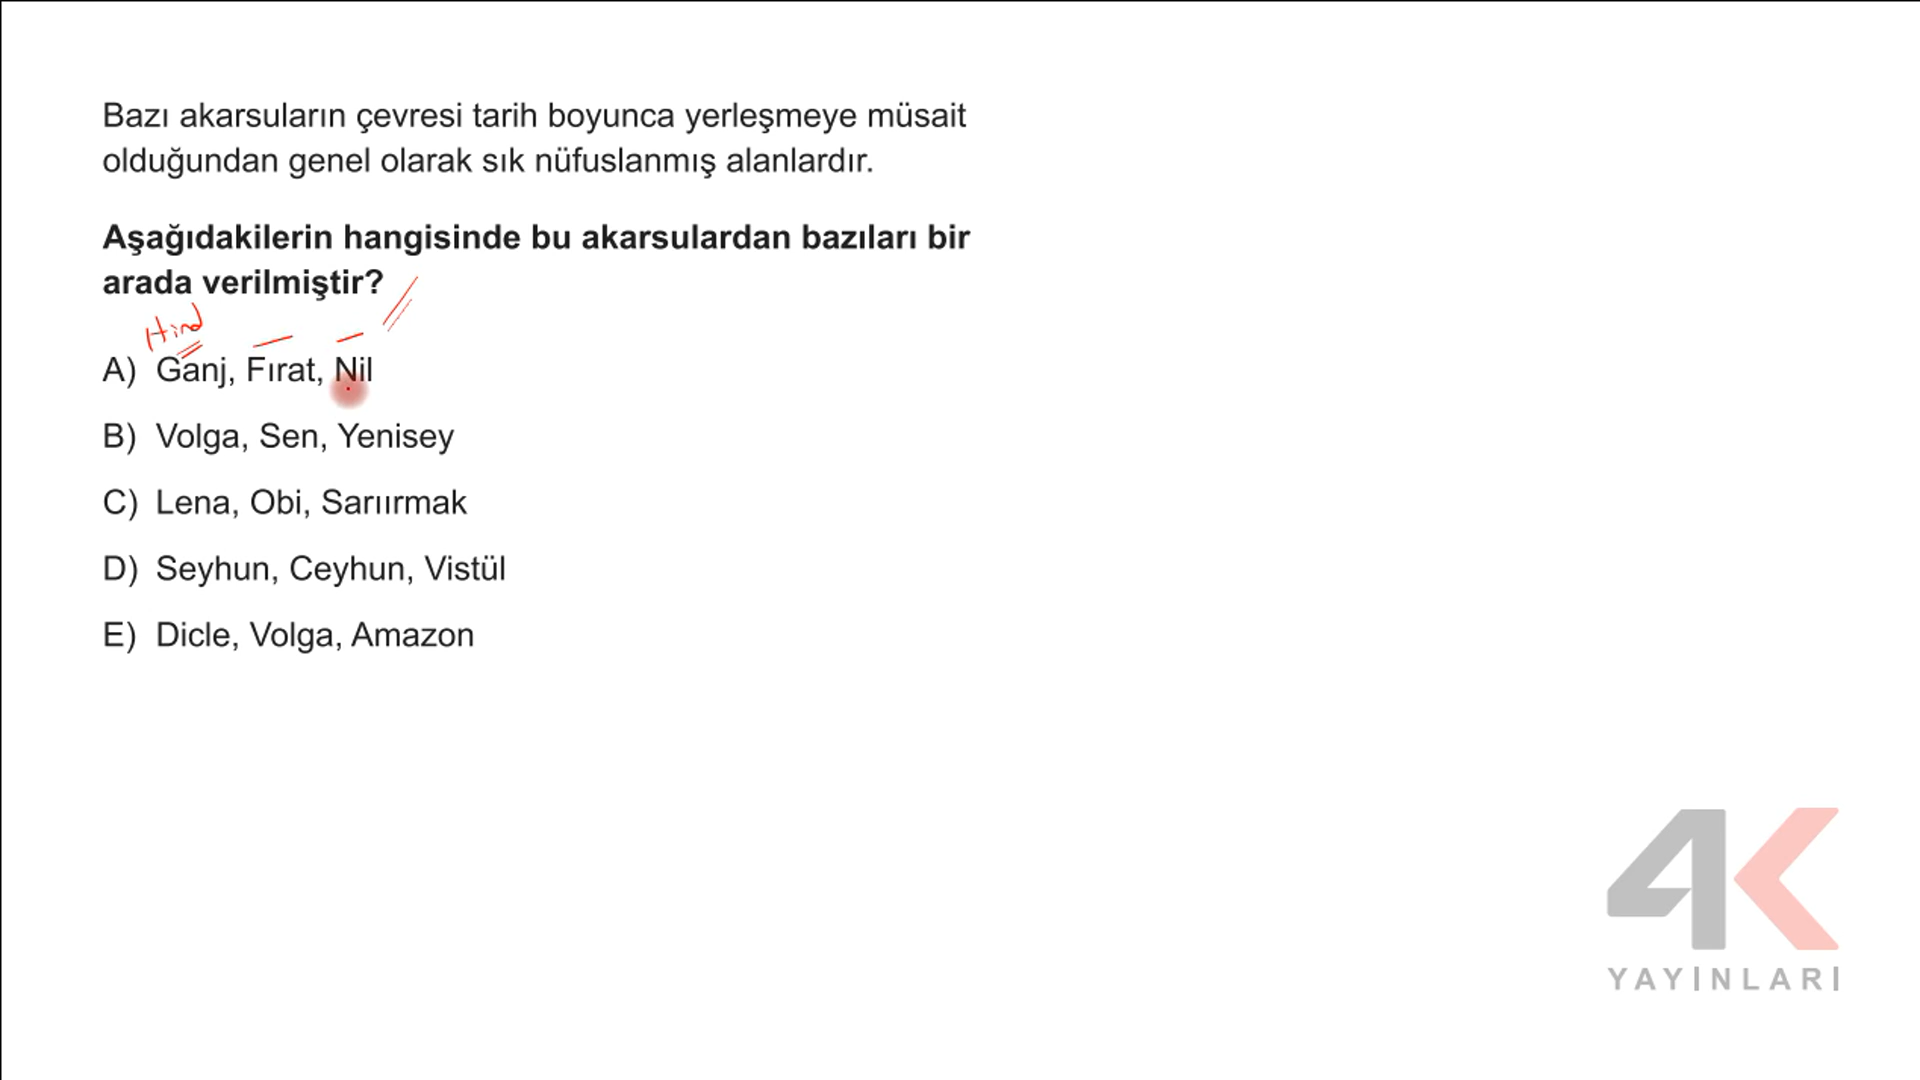 Bazı akarsuların çevresi tarih boyunca yerleşmeye müsait
olduğundan genel olarak sık nüfuslanmış alanlardır.
Aşağıdakilerin hangisinde bu akarsulardan bazıları bir
arada verilmiştir?
Hind
A) Ganj, Fırat, Nil
B) Volga, Sen, Yenisey
C) Lena, Obi, Sarıırmak
D) Seyhun, Ceyhun, Vistül
E) Dicle, Volga, Amazon
4K
YAYINLARI